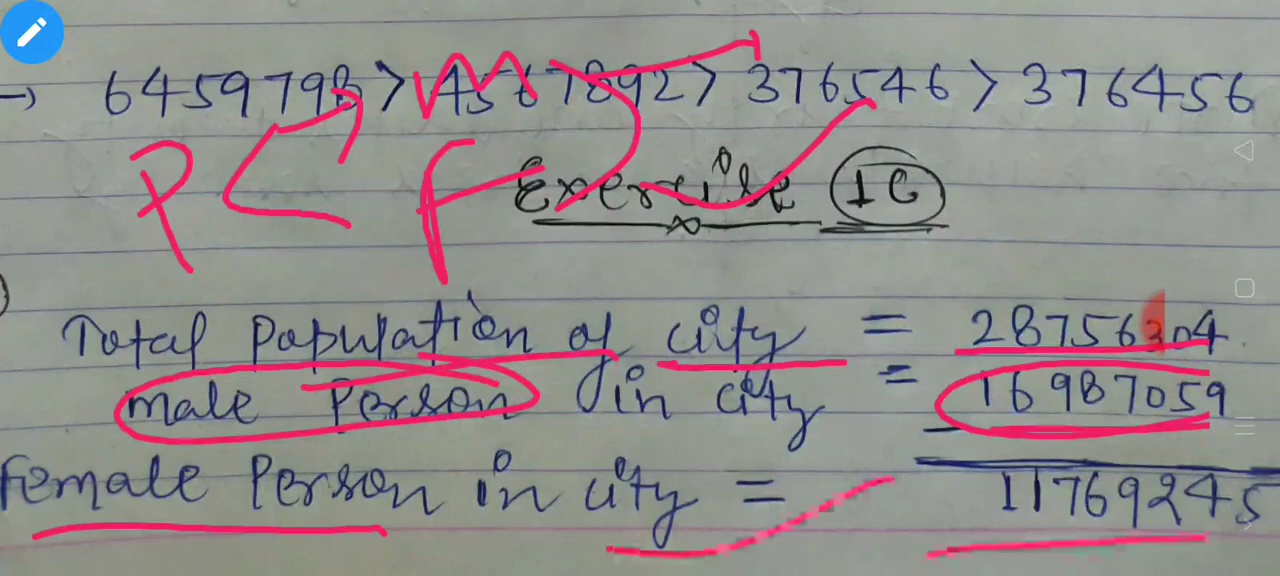 → 6459798 > 4567892 > 376546 > 376456
M
P < F
Exercise 1C
Total Population of city = 28756304
male Person in city = 16987059
Female Person in city = 11769245